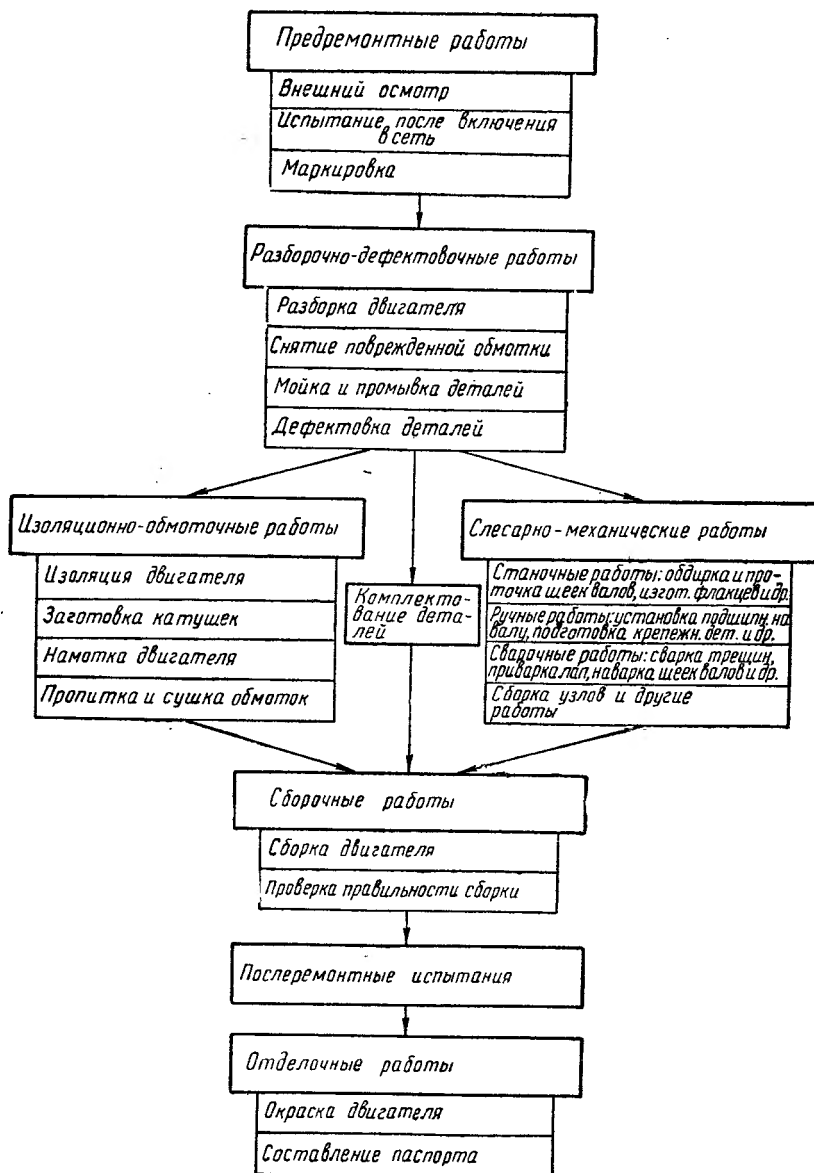 Предремонтные работы
Внешний осмотр
Испытание после включения
в сеть
Маркировка
Разборочно-дефектовочные работы
Разборка двигателя
Снятие поврежденной обмотки
Мойка и промывка деталей
Дефектовка деталей
Изоляционно-обмоточные работы
Изоляция двигателя
Заготовка катушек
Намотка двигателя
Пропитка и сушка обмоток
Комплекто-
вание дета-
лей
Слесарно-механические работы
Станочные работы: обдирка и про-
точка шеек валов, изгот. фланцев и др.
Ручные работы: установка подшипн. на
валу, подготовка крепежн. дет. и др.
Сварочные работы: сварка трещин,
приварка лап, наварка шеек валов и др.
Сборка узлов и другие
работы
Сборочные работы
Сборка двигателя
Проверка правильности сборки
Послеремонтные испытания
Отделочные работы
Окраска двигателя
Составление паспорта